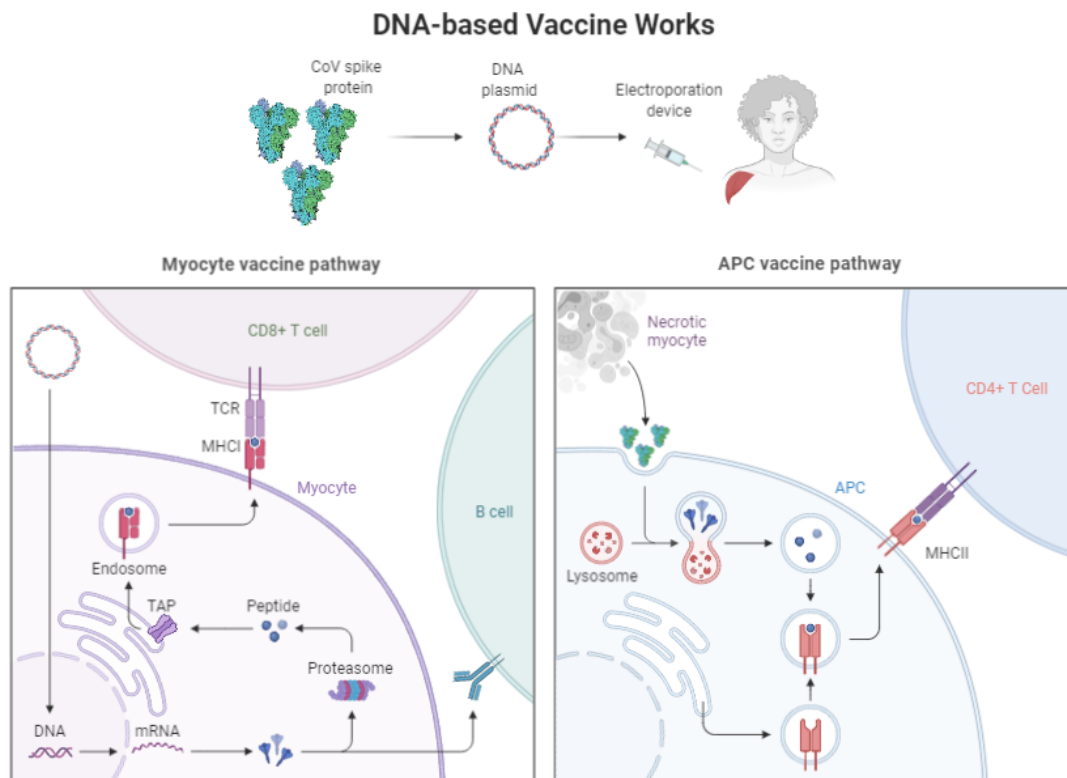 DNA-based Vaccine Works
CoV spike
protein
DNA
plasmid
Electroporation
device
Myocyte vaccine pathway
CD8+ T cell
TCR
MHCI
Myocyte
B cell
Endosome
TAP
Peptide
Proteasome
DNA
mRNA
APC vaccine pathway
Necrotic
myocyte
CD4+ T Cell
APC
MHCII
Lysosome